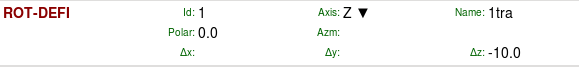 ROT-DEFI Id: 1 Axis: Z ▼ Name: 1tra
Polar: 0.0 Azm:
Δx: Δy: Δz: -10.0